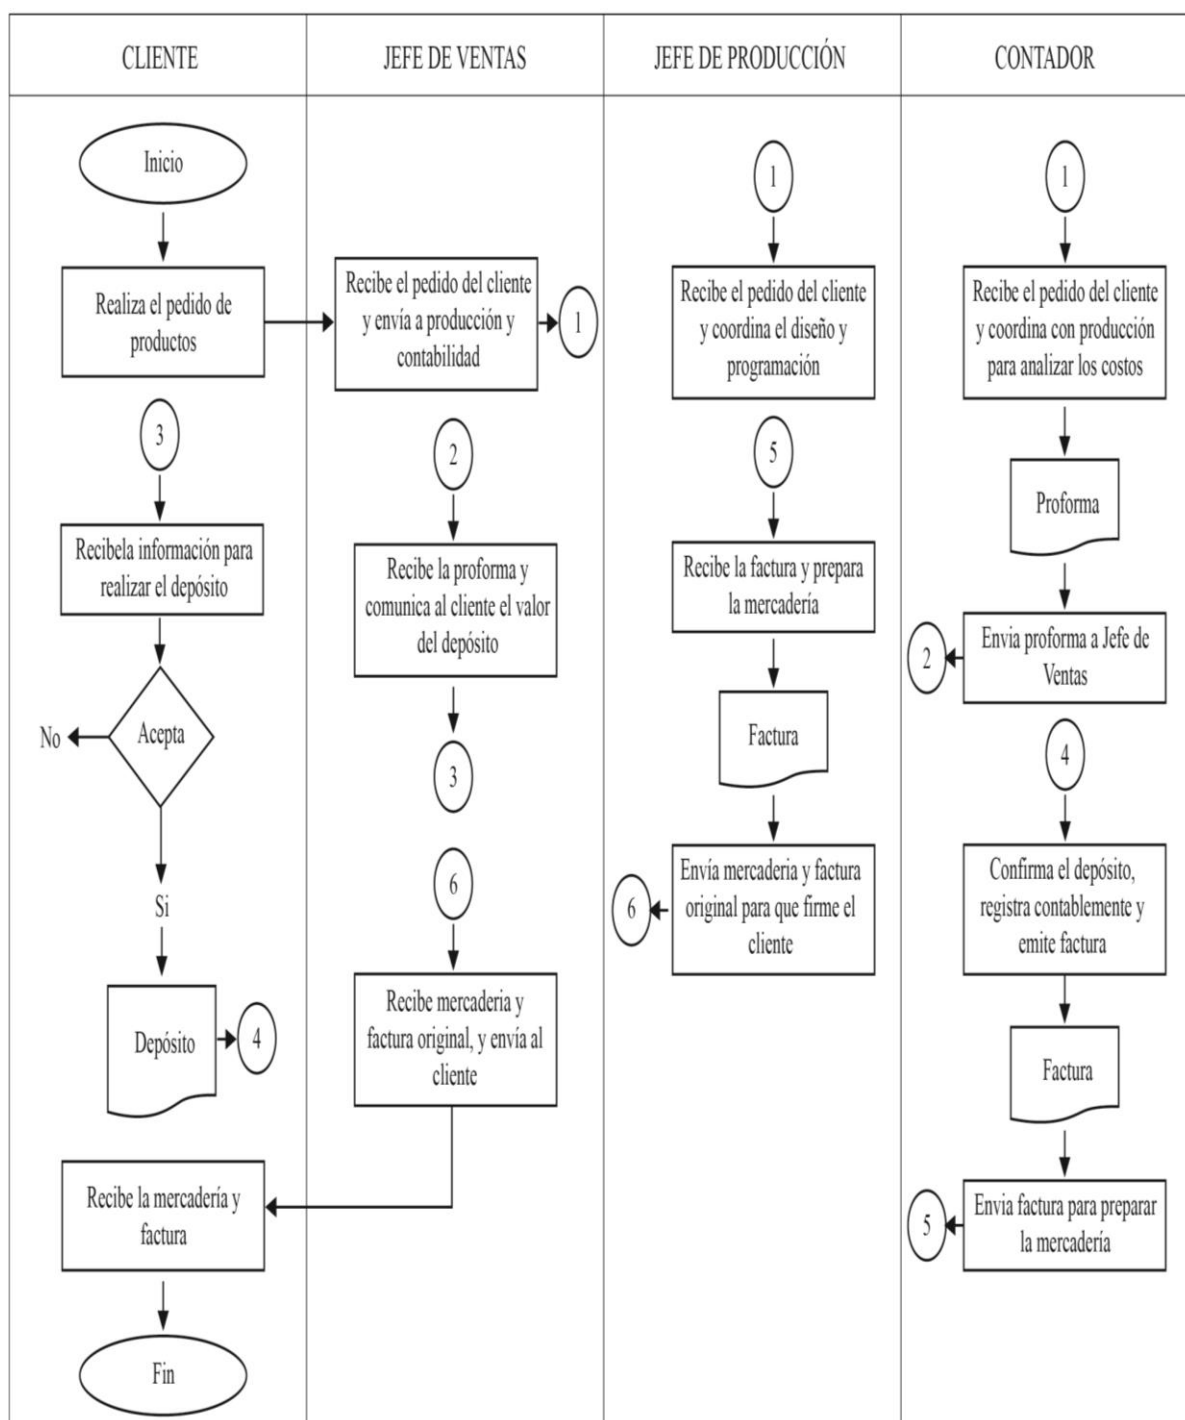 CLIENTE
JEFE DE VENTAS
JEFE DE PRODUCCIÓN
CONTADOR
Inicio
Realiza el pedido de
productos
3
Recibela información para
realizar el depósito
Acepta
No
Si
Depósito
4
Recibe la mercadería y
factura
Fin
Recibe el pedido del cliente
y envía a producción y
contabilidad
1
2
Recibe la proforma y
comunica al cliente el valor
del depósito
3
6
Recibe mercaderia y
factura original, y envía al
cliente
1
Recibe el pedido del cliente
y coordina el diseño y
programación
5
Recibe la factura y prepara
la mercadería
Factura
Envía mercaderia y factura
original para que firme el
cliente
6
1
Recibe el pedido del cliente
y coordina con producción
para analizar los costos
Proforma
Envia proforma a Jefe de
Ventas
2
4
Confirma el depósito,
registra contablemente y
emite factura
Factura
Envia factura para preparar
la mercadería
5